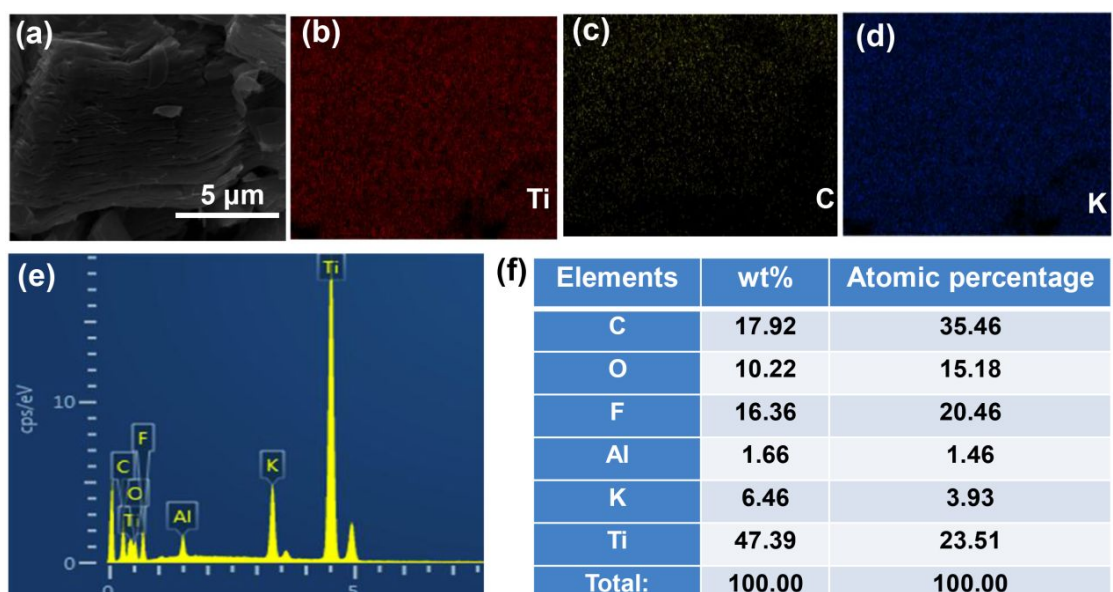 (a)
5 µm
(b)
Ti
(c)
C
(d)
K
(e)
cps/eV
10
0
C
Ti
O
F
Al
K
Ti
0
5
(f)
Elements wt% Atomic percentage
C 17.92 35.46
O 10.22 15.18
F 16.36 20.46
Al 1.66 1.46
K 6.46 3.93
Ti 47.39 23.51
Total: 100.00 100.00